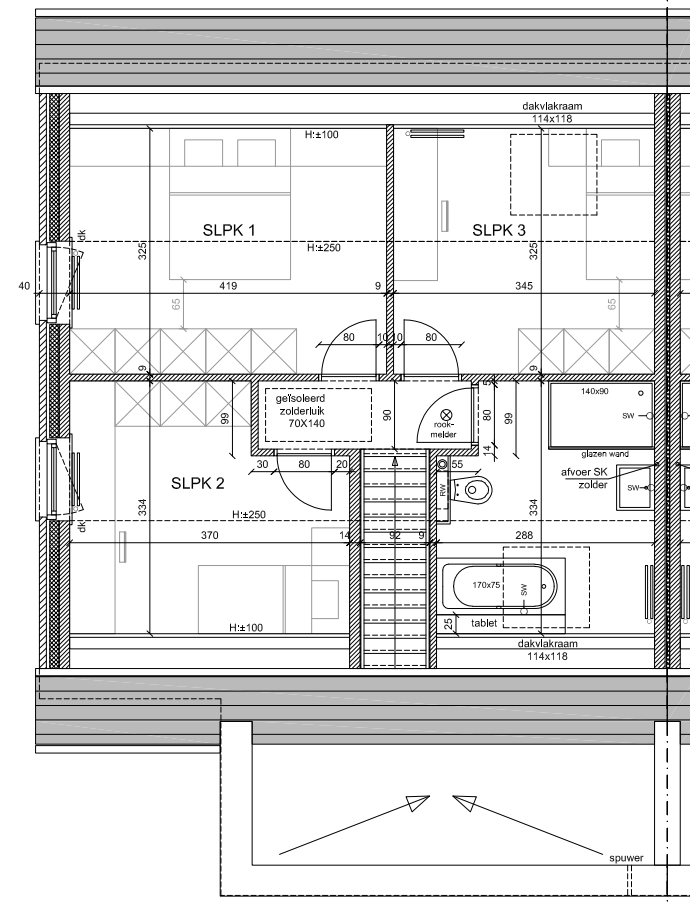 dakvlakraam
114x118
H:±100
SLPK 1
SLPK 3
dk
H:±250
325
325
40
419
9
345
65
65
80
10
10
80
9
9
geïsoleerd
zolderluik
70X140
99
90
rook-
melder
5
80
14
99
140x90
SW
glazen wand
30
80
20
55
afvoer SK
zolder
SLPK 2
RW
SW
334
334
H:±250
dk
370
14
92
9
288
170x75
SW
H:±100
25
tablet
dakvlakraam
114x118
spuwer